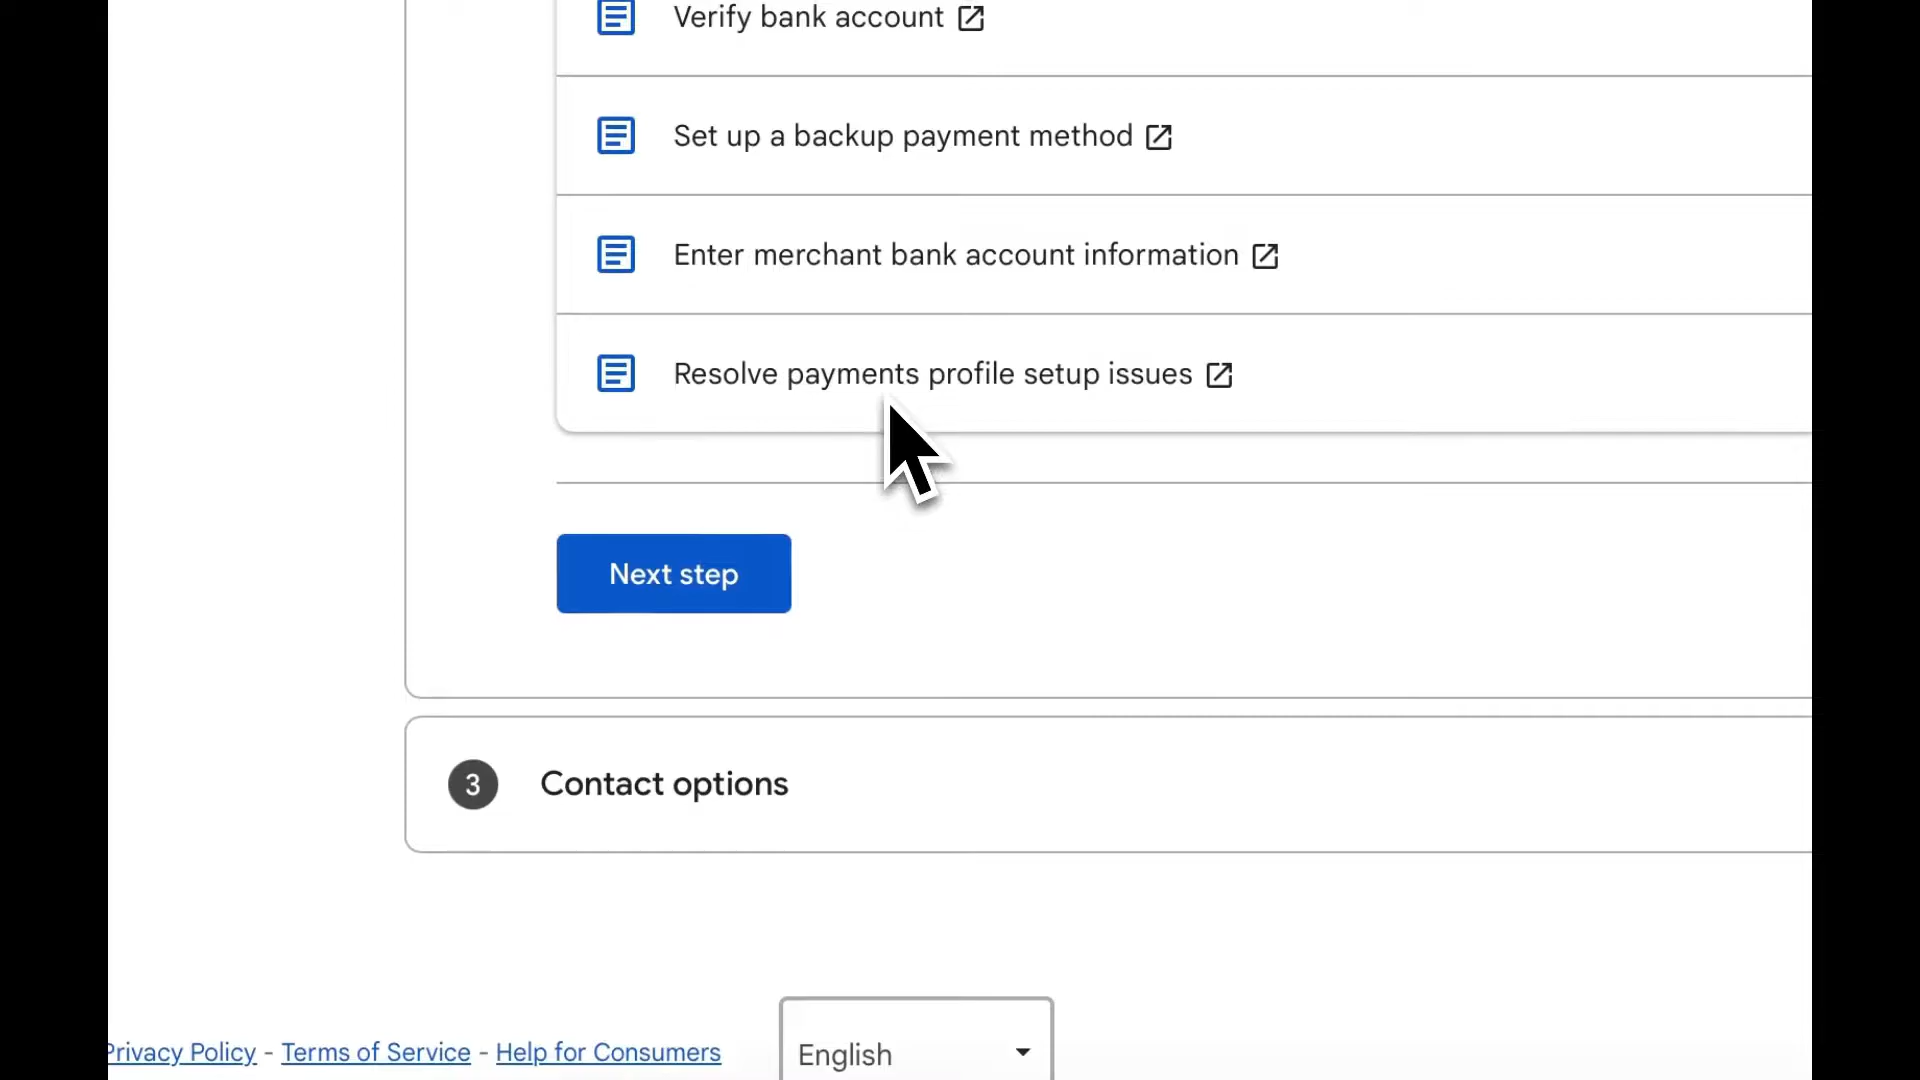 Verify bank account
Set up a backup payment method
Enter merchant bank account information
Resolve payments profile setup issues
Next step
3 Contact options
Privacy Policy - Terms of Service - Help for Consumers
English